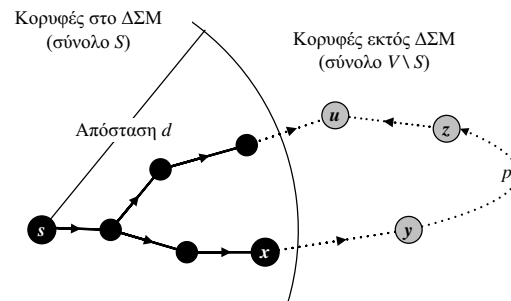 Κορυφές στο ΔΣΜ
(σύνολο S)
Κορυφές εκτός ΔΣΜ
(σύνολο V \ S)
Απόσταση d
u
z
p
s
x
y